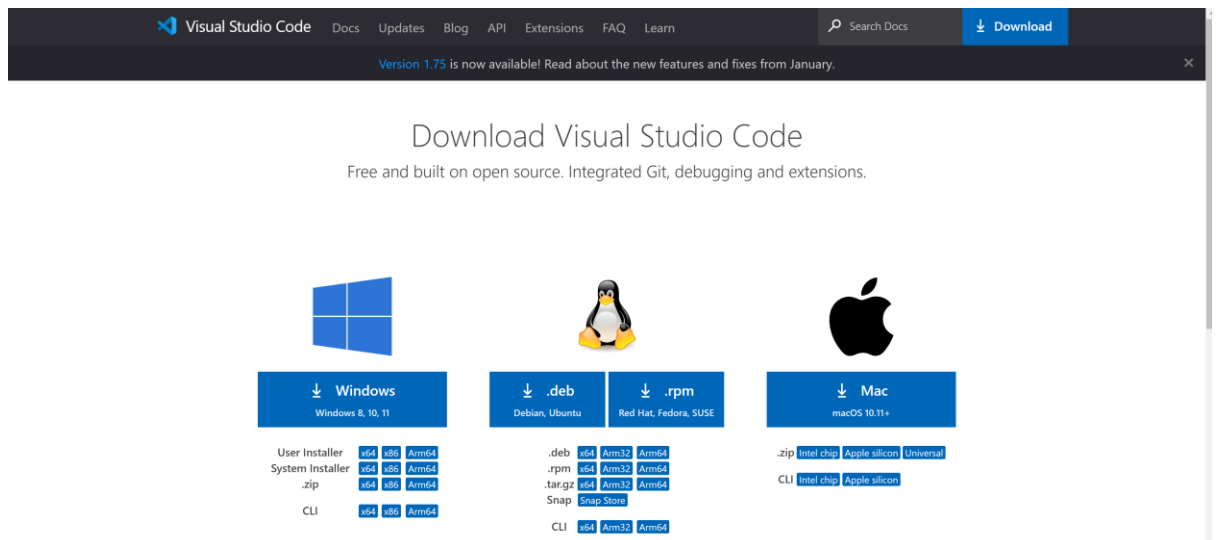 Visual Studio Code Docs Updates Blog API Extensions FAQ Learn Search Docs Download
Version 1.75 is now available! Read about the new features and fixes from January.
Download Visual Studio Code
Free and built on open source. Integrated Git, debugging and extensions.
Windows
Windows 8, 10, 11
User Installer x64 x86 Arm64
System Installer x64 x86 Arm64
.zip x64 x86 Arm64
CLI x64 x86 Arm64
.deb
Debian, Ubuntu
.rpm
Red Hat, Fedora, SUSE
.deb x64 Arm32 Arm64
.rpm x64 Arm32 Arm64
.tar.gz x64 Arm32 Arm64
Snap Snap Store
CLI x64 Arm32 Arm64
Mac
macOS 10.11+
.zip Intel chip Apple silicon Universal
CLI Intel chip Apple silicon